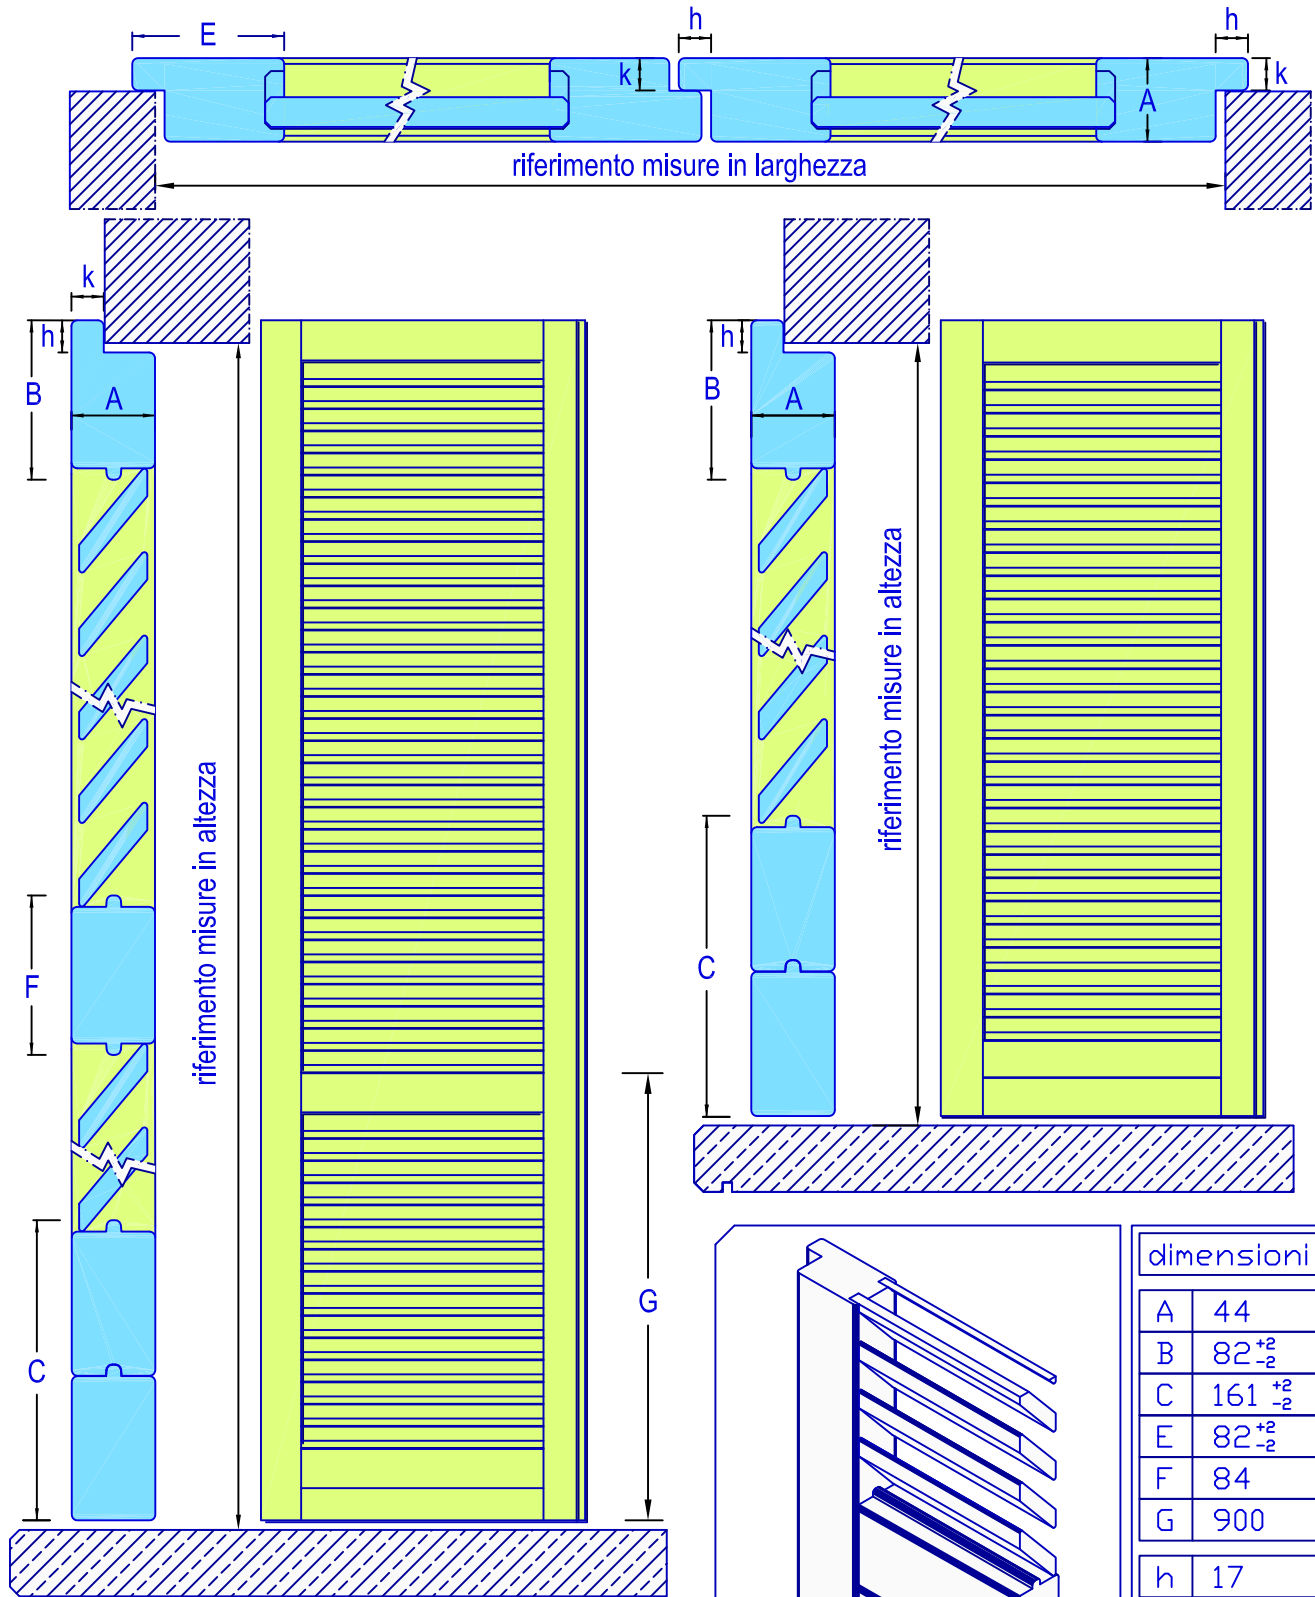 E
h
h
k
k
A
riferimento misure in larghezza
k
h
B
A
h
B
A
riferimento misure in altezza
riferimento misure in altezza
C
F
G
C
dimensioni
A 44
B 82 +2 -2
C 161 +2 -2
E 82 +2 -2
F 84
G 900
h 17